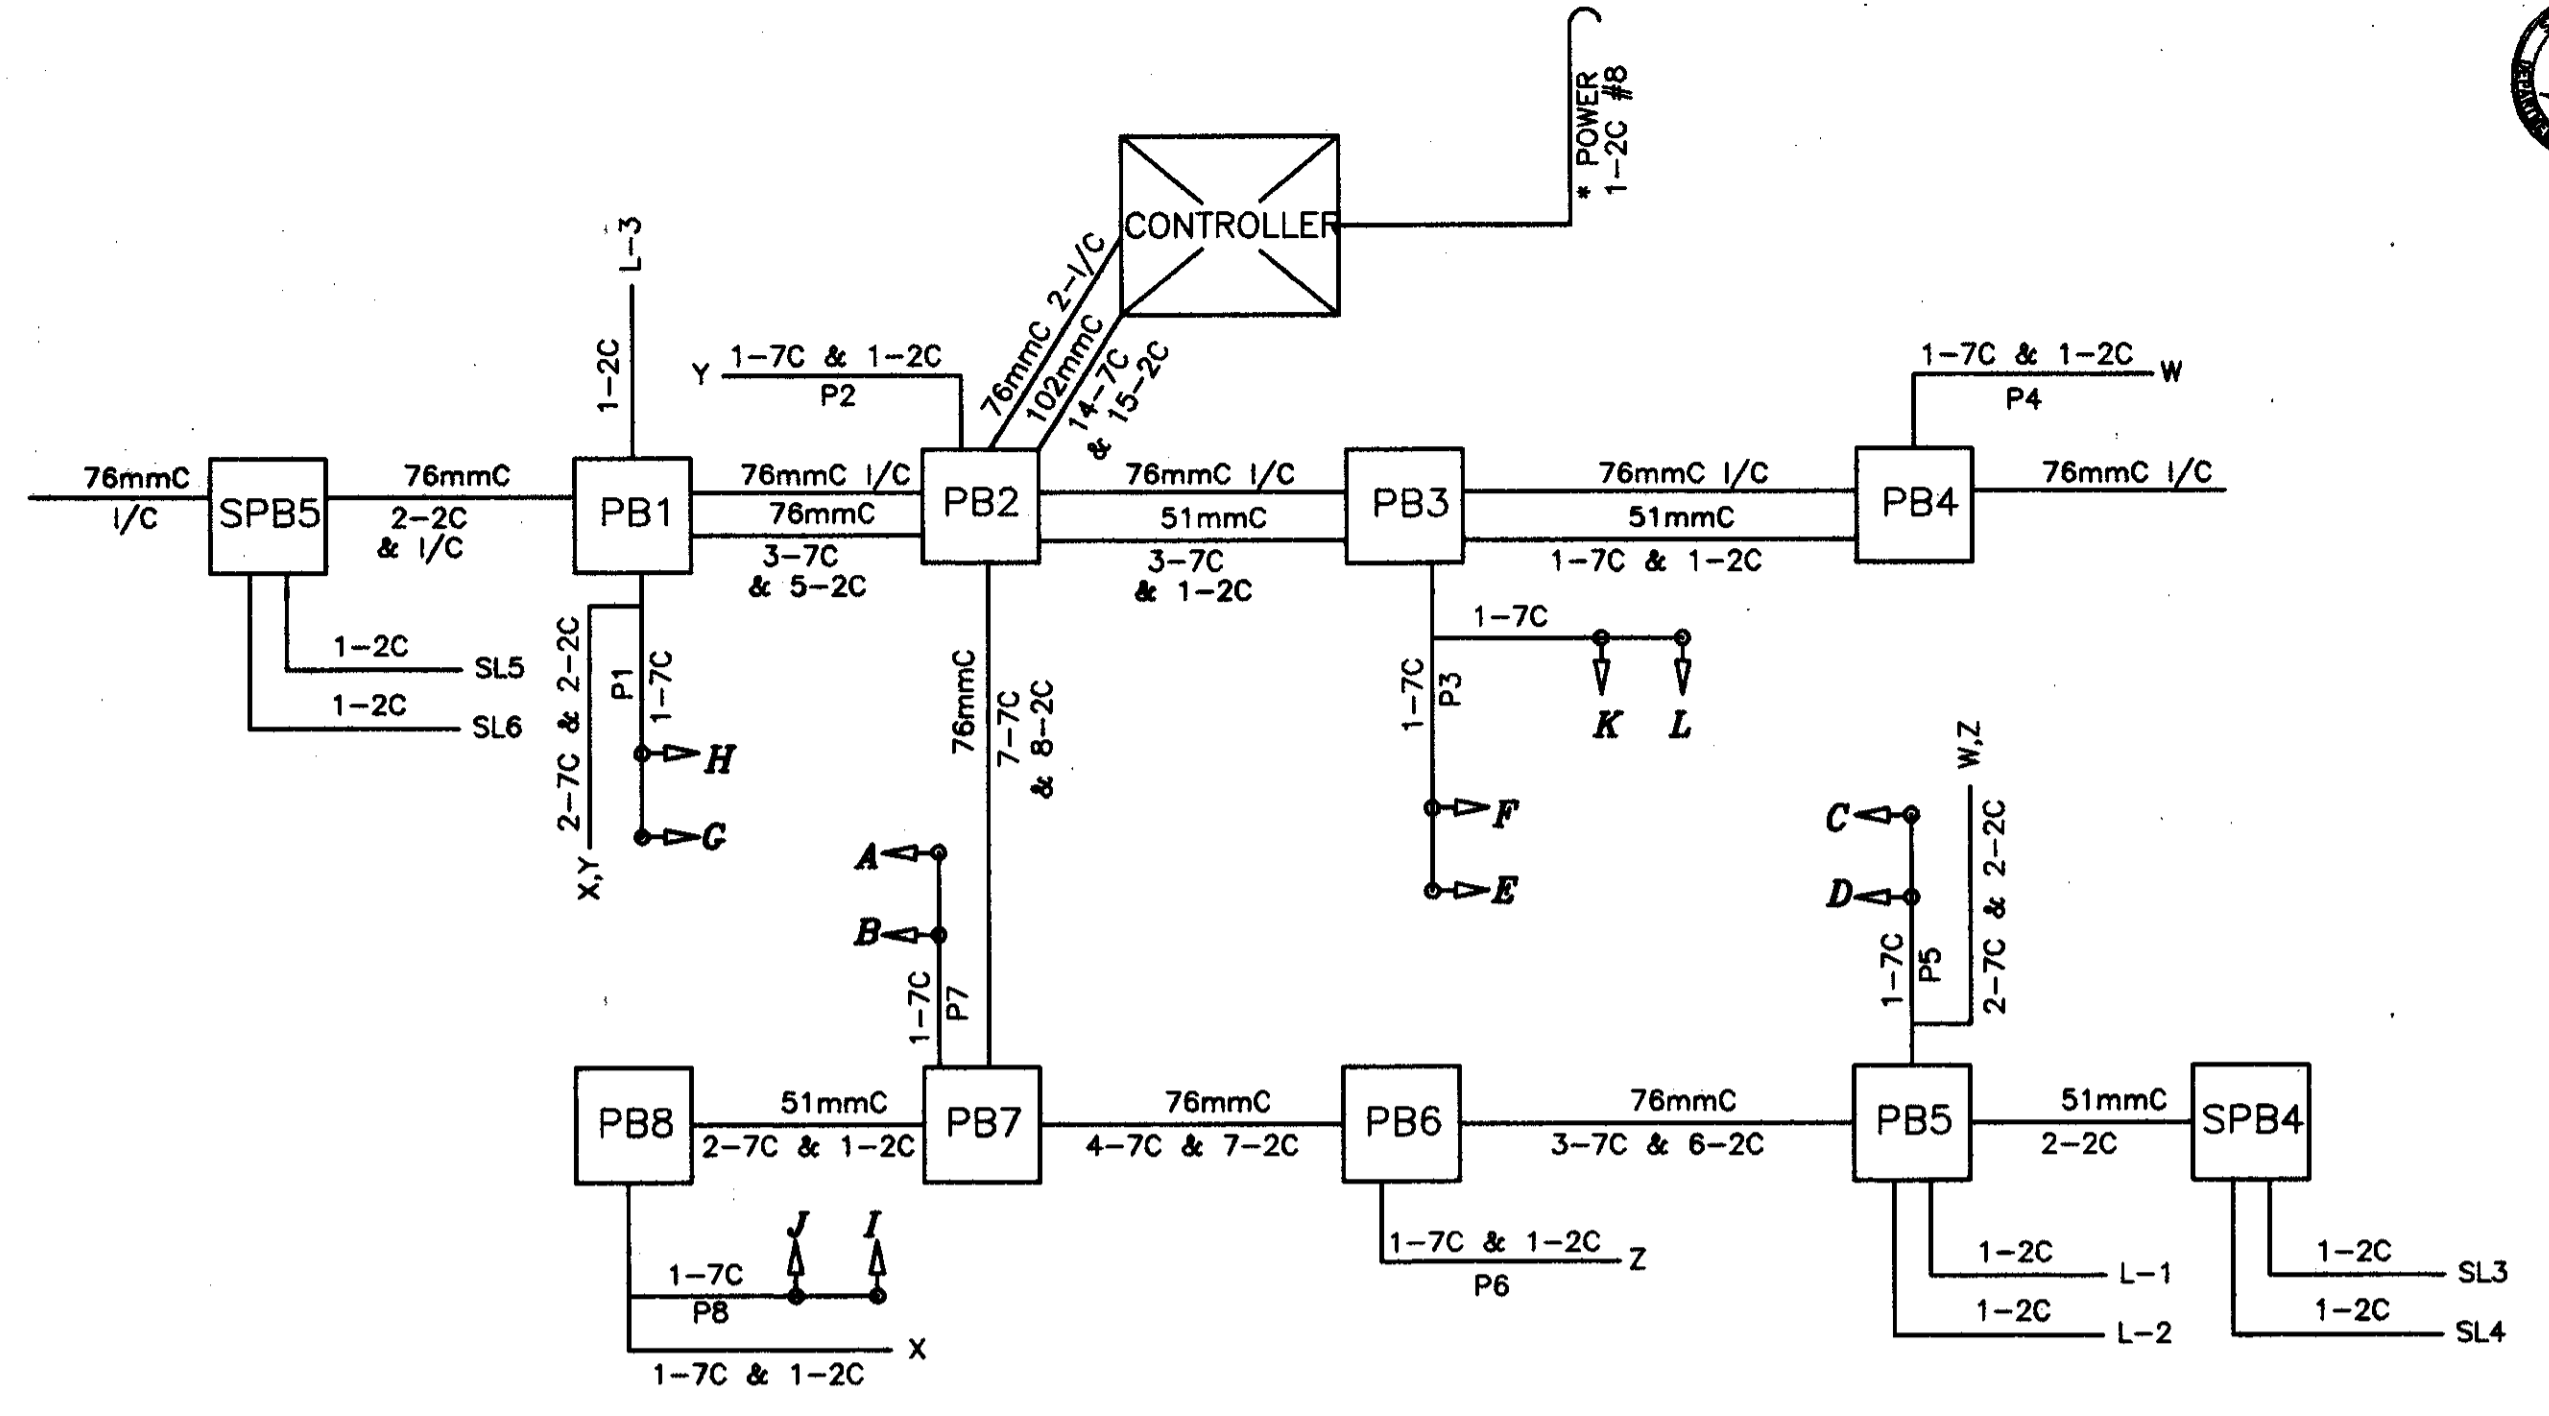 * POWER
1-2C #8
CONTROLLER
L-3
1-2C
76mmC 2-I/C
102mmC
14-7C
& 15-2C
Y
1-7C & 1-2C
P2
1-7C & 1-2C
W
P4
76mmC
I/C
SPB5
76mmC
2-2C
& I/C
PB1
76mmC I/C
76mmC
3-7C
& 5-2C
PB2
76mmC I/C
51mmC
3-7C
& 1-2C
PB3
76mmC I/C
51mmC
1-7C & 1-2C
PB4
76mmC I/C
1-2C
SL5
1-2C
SL6
2-7C & 2-2C
X,Y
P1
1-7C
H
G
76mmC
7-7C
& 8-2C
1-7C
K
L
1-7C
P3
F
E
A
B
1-7C
P7
C
D
1-7C
P5
W,Z
2-7C & 2-2C
PB8
51mmC
2-7C & 1-2C
PB7
76mmC
4-7C & 7-2C
PB6
76mmC
3-7C & 6-2C
PB5
51mmC
2-2C
SPB4
J
I
1-7C
P8
X
1-7C & 1-2C
1-7C & 1-2C
Z
P6
1-2C
L-1
1-2C
L-2
1-2C
SL3
1-2C
SL4